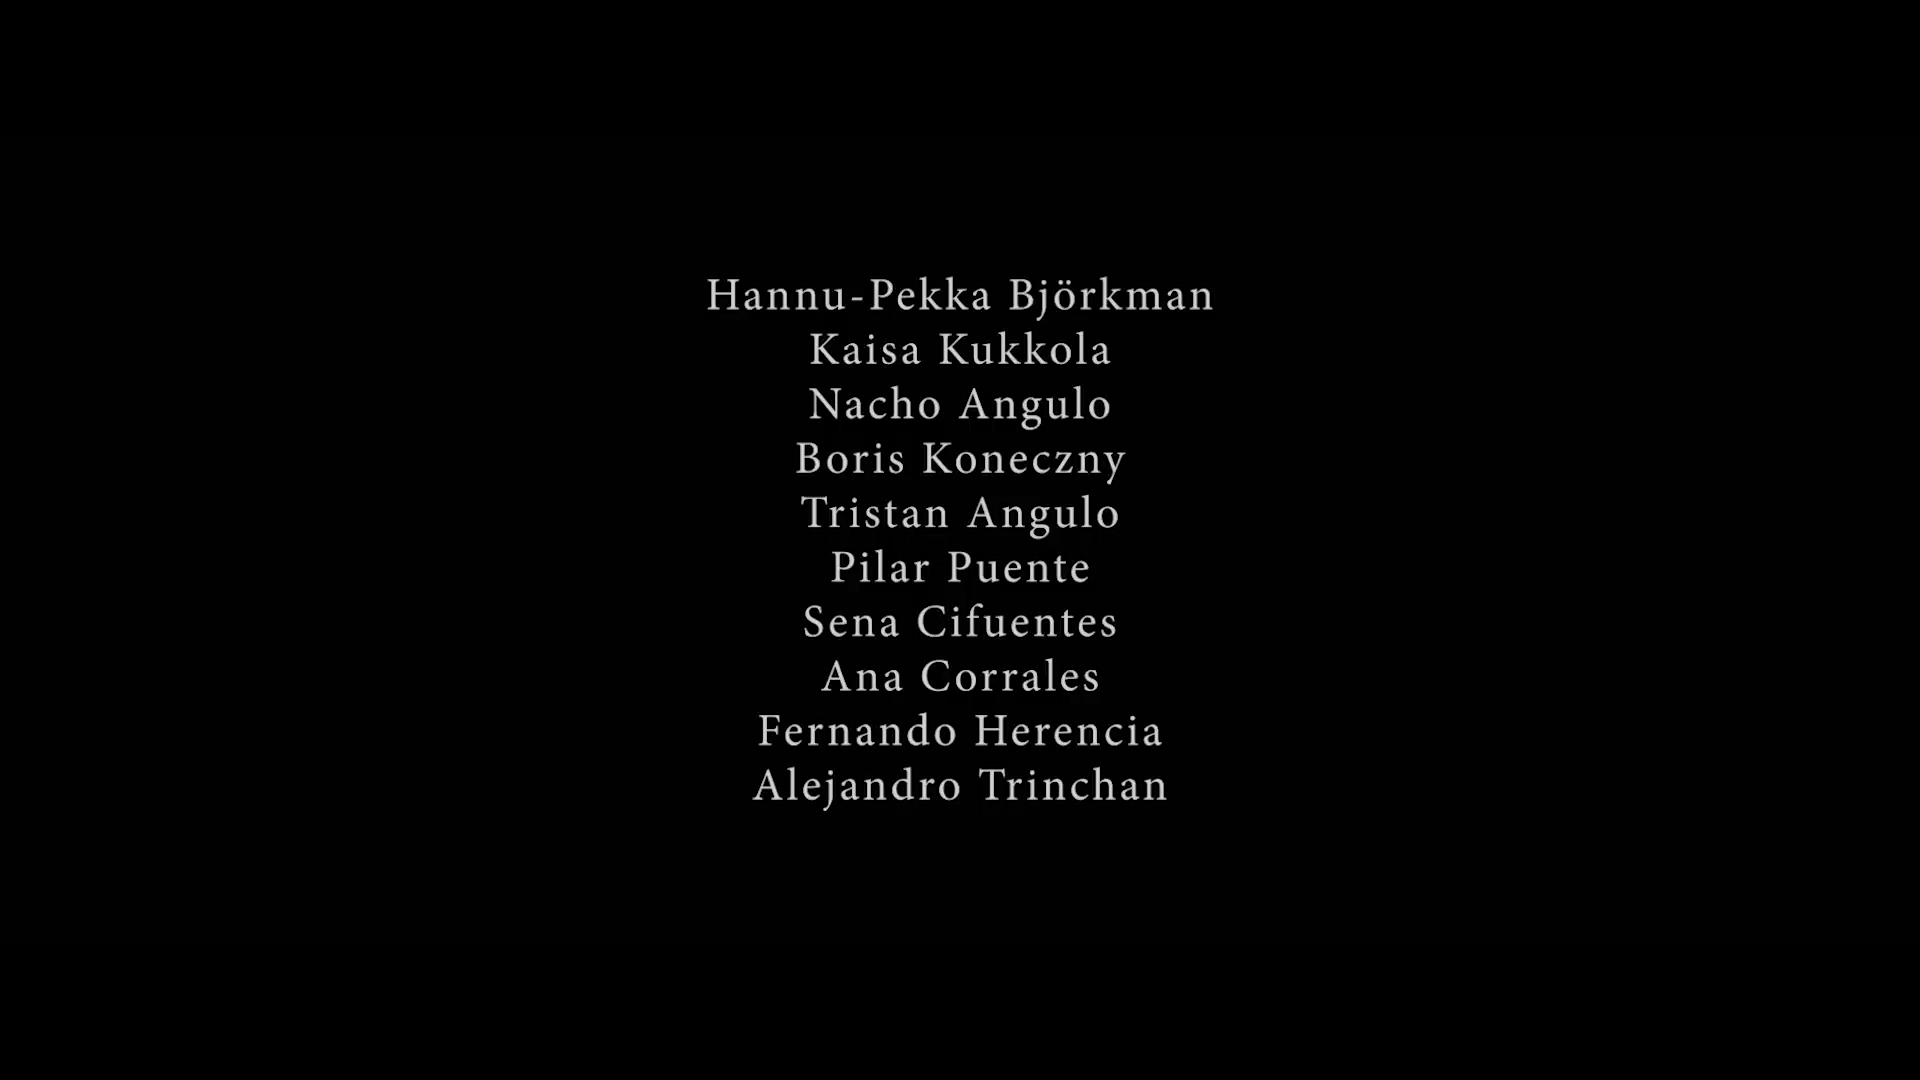 Hannu-Pekka Björkman
Kaisa Kukkola
Nacho Angulo
Boris Koneczny
Tristan Angulo
Pilar Puente
Sena Cifuentes
Ana Corrales
Fernando Herencia
Alejandro Trinchan